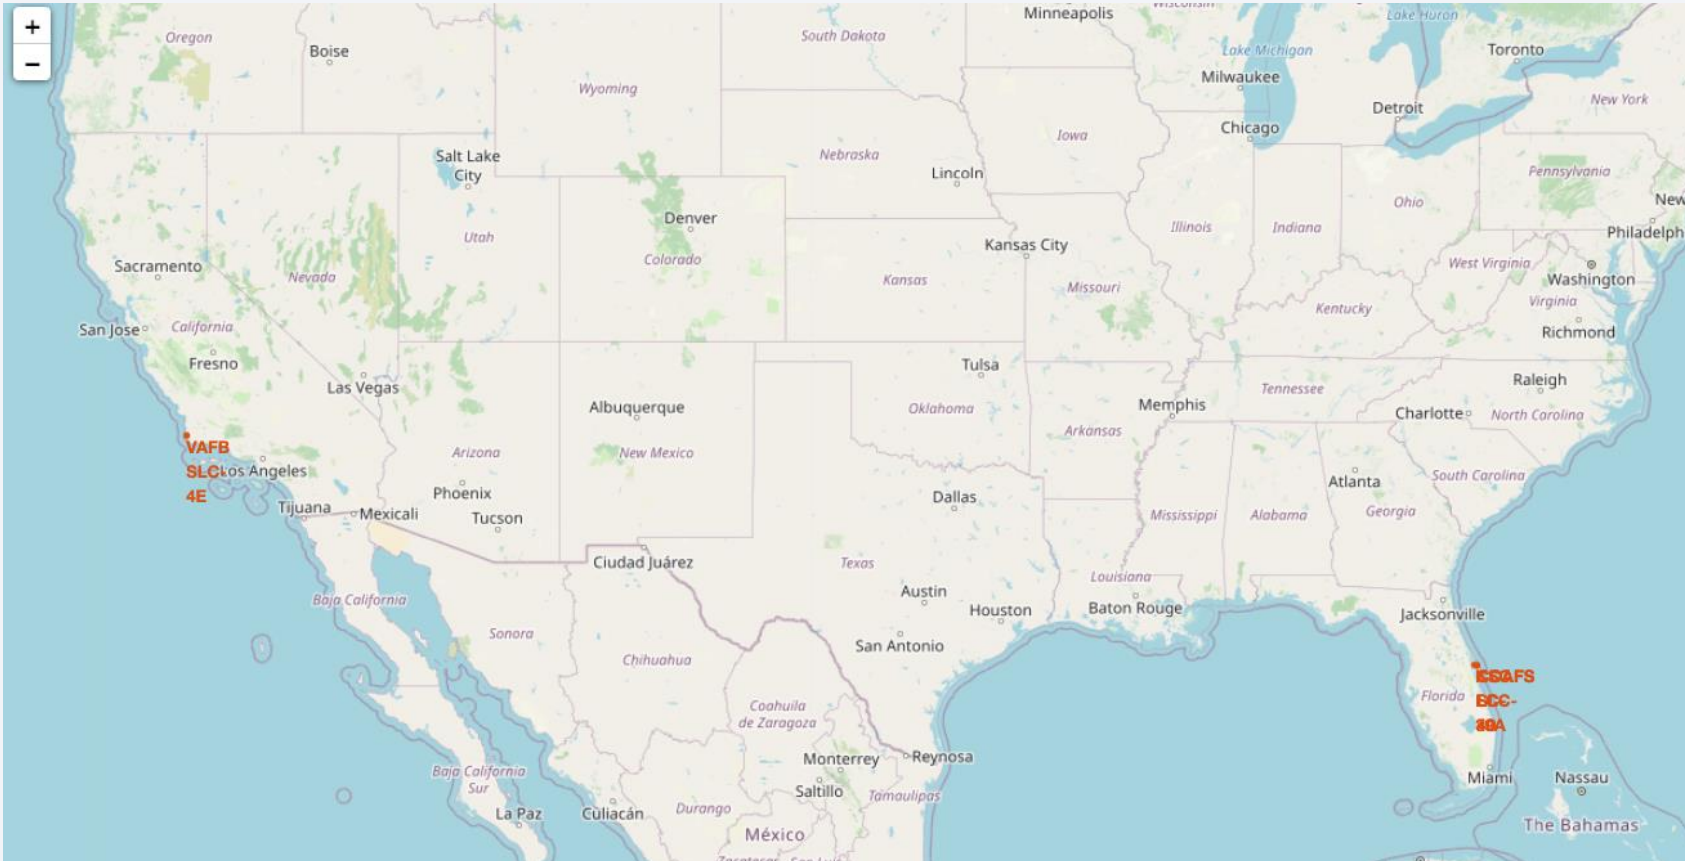 +
−
Oregon
Boise
South Dakota
Minneapolis
Wisconsin
Lake Huron
Toronto
Lake Michigan
Milwaukee
Wyoming
Detroit
New York
Chicago
Iowa
Salt Lake
City
Nebraska
Lincoln
Pennsylvania
New
Ohio
Denver
Utah
Illinois
Indiana
Philadelph
Kansas City
Sacramento
Nevada
Colorado
Kansas
Missouri
West Virginia
Washington
Virginia
Kentucky
San Jose
California
Richmond
Fresno
Las Vegas
Tulsa
Raleigh
Tennessee
Albuquerque
Oklahoma
Memphis
Charlotte
North Carolina
Arkansas
VAFB
SLC-
4E
Los Angeles
Arizona
New Mexico
South Carolina
Atlanta
Phoenix
Dallas
Tijuana
Mexicali
Tucson
Mississippi
Alabama
Georgia
Ciudad Juárez
Texas
Louisiana
Austin
Baja California
Houston
Baton Rouge
Jacksonville
Sonora
San Antonio
Chihuahua
Florida
Coahuila
de Zaragoza
Monterrey
Reynosa
Baja California
Sur
Saltillo
Tamaulipas
Miami
Nassau
La Paz
Culiacán
Durango
México
The Bahamas